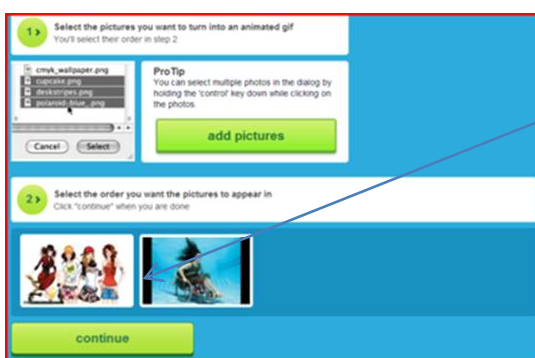 1 Select the pictures you want to turn into an animated gif
You'll select their order in step 2
cmyk_wallpaper.png
cupcake.png
deskstripes.png
polaroid-blue_.png
Cancel Select
ProTip
You can select multiple photos in the dialog by
holding the 'control' key down while clicking on
the photos.
add pictures
2 Select the order you want the pictures to appear in
Click "continue" when you are done
continue